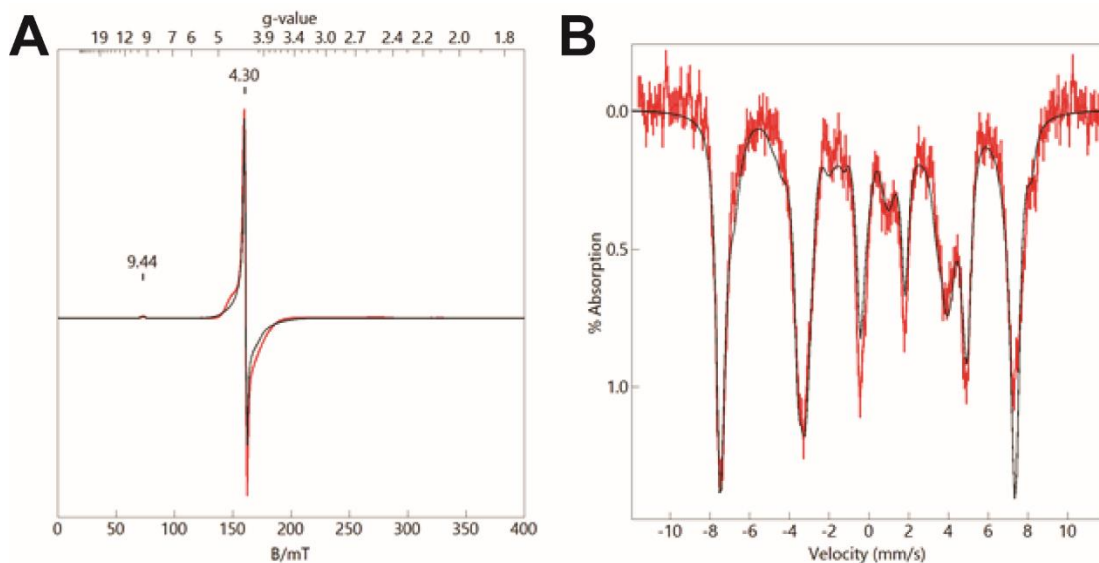 A
g-value
19 12 9 7 6 5 3.9 3.4 3.0 2.7 2.4 2.2 2.0 1.8
4.30
9.44
0 50 100 150 200 250 300 350 400
B/mT
B
0.0
0.5
1.0
% Absorption
-10 -8 -6 -4 -2 0 2 4 6 8 10
Velocity (mm/s)